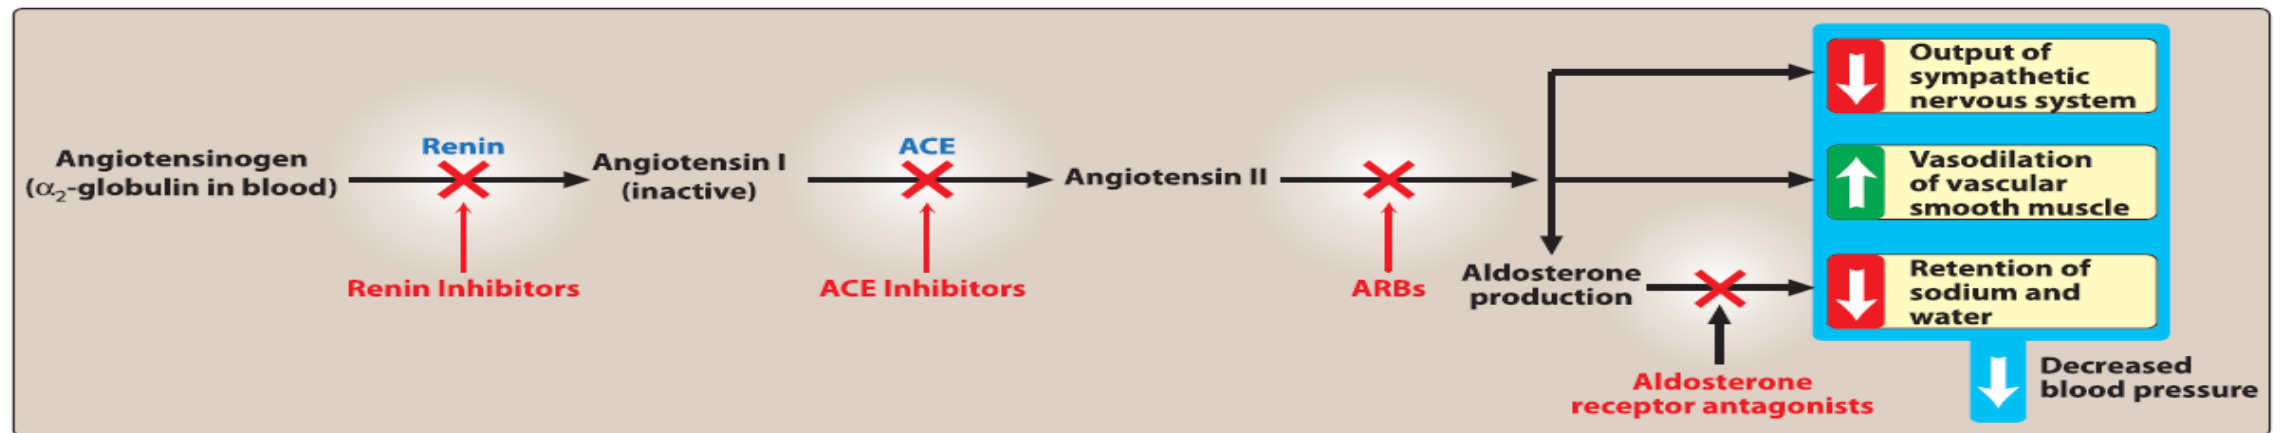 Angiotensinogen
(α₂-globulin in blood)
Renin
Renin Inhibitors
Angiotensin I
(inactive)
ACE
ACE Inhibitors
Angiotensin II
ARBs
Aldosterone
production
Aldosterone
receptor antagonists
Output of
sympathetic
nervous system
Vasodilation
of vascular
smooth muscle
Retention of
sodium and
water
Decreased
blood pressure